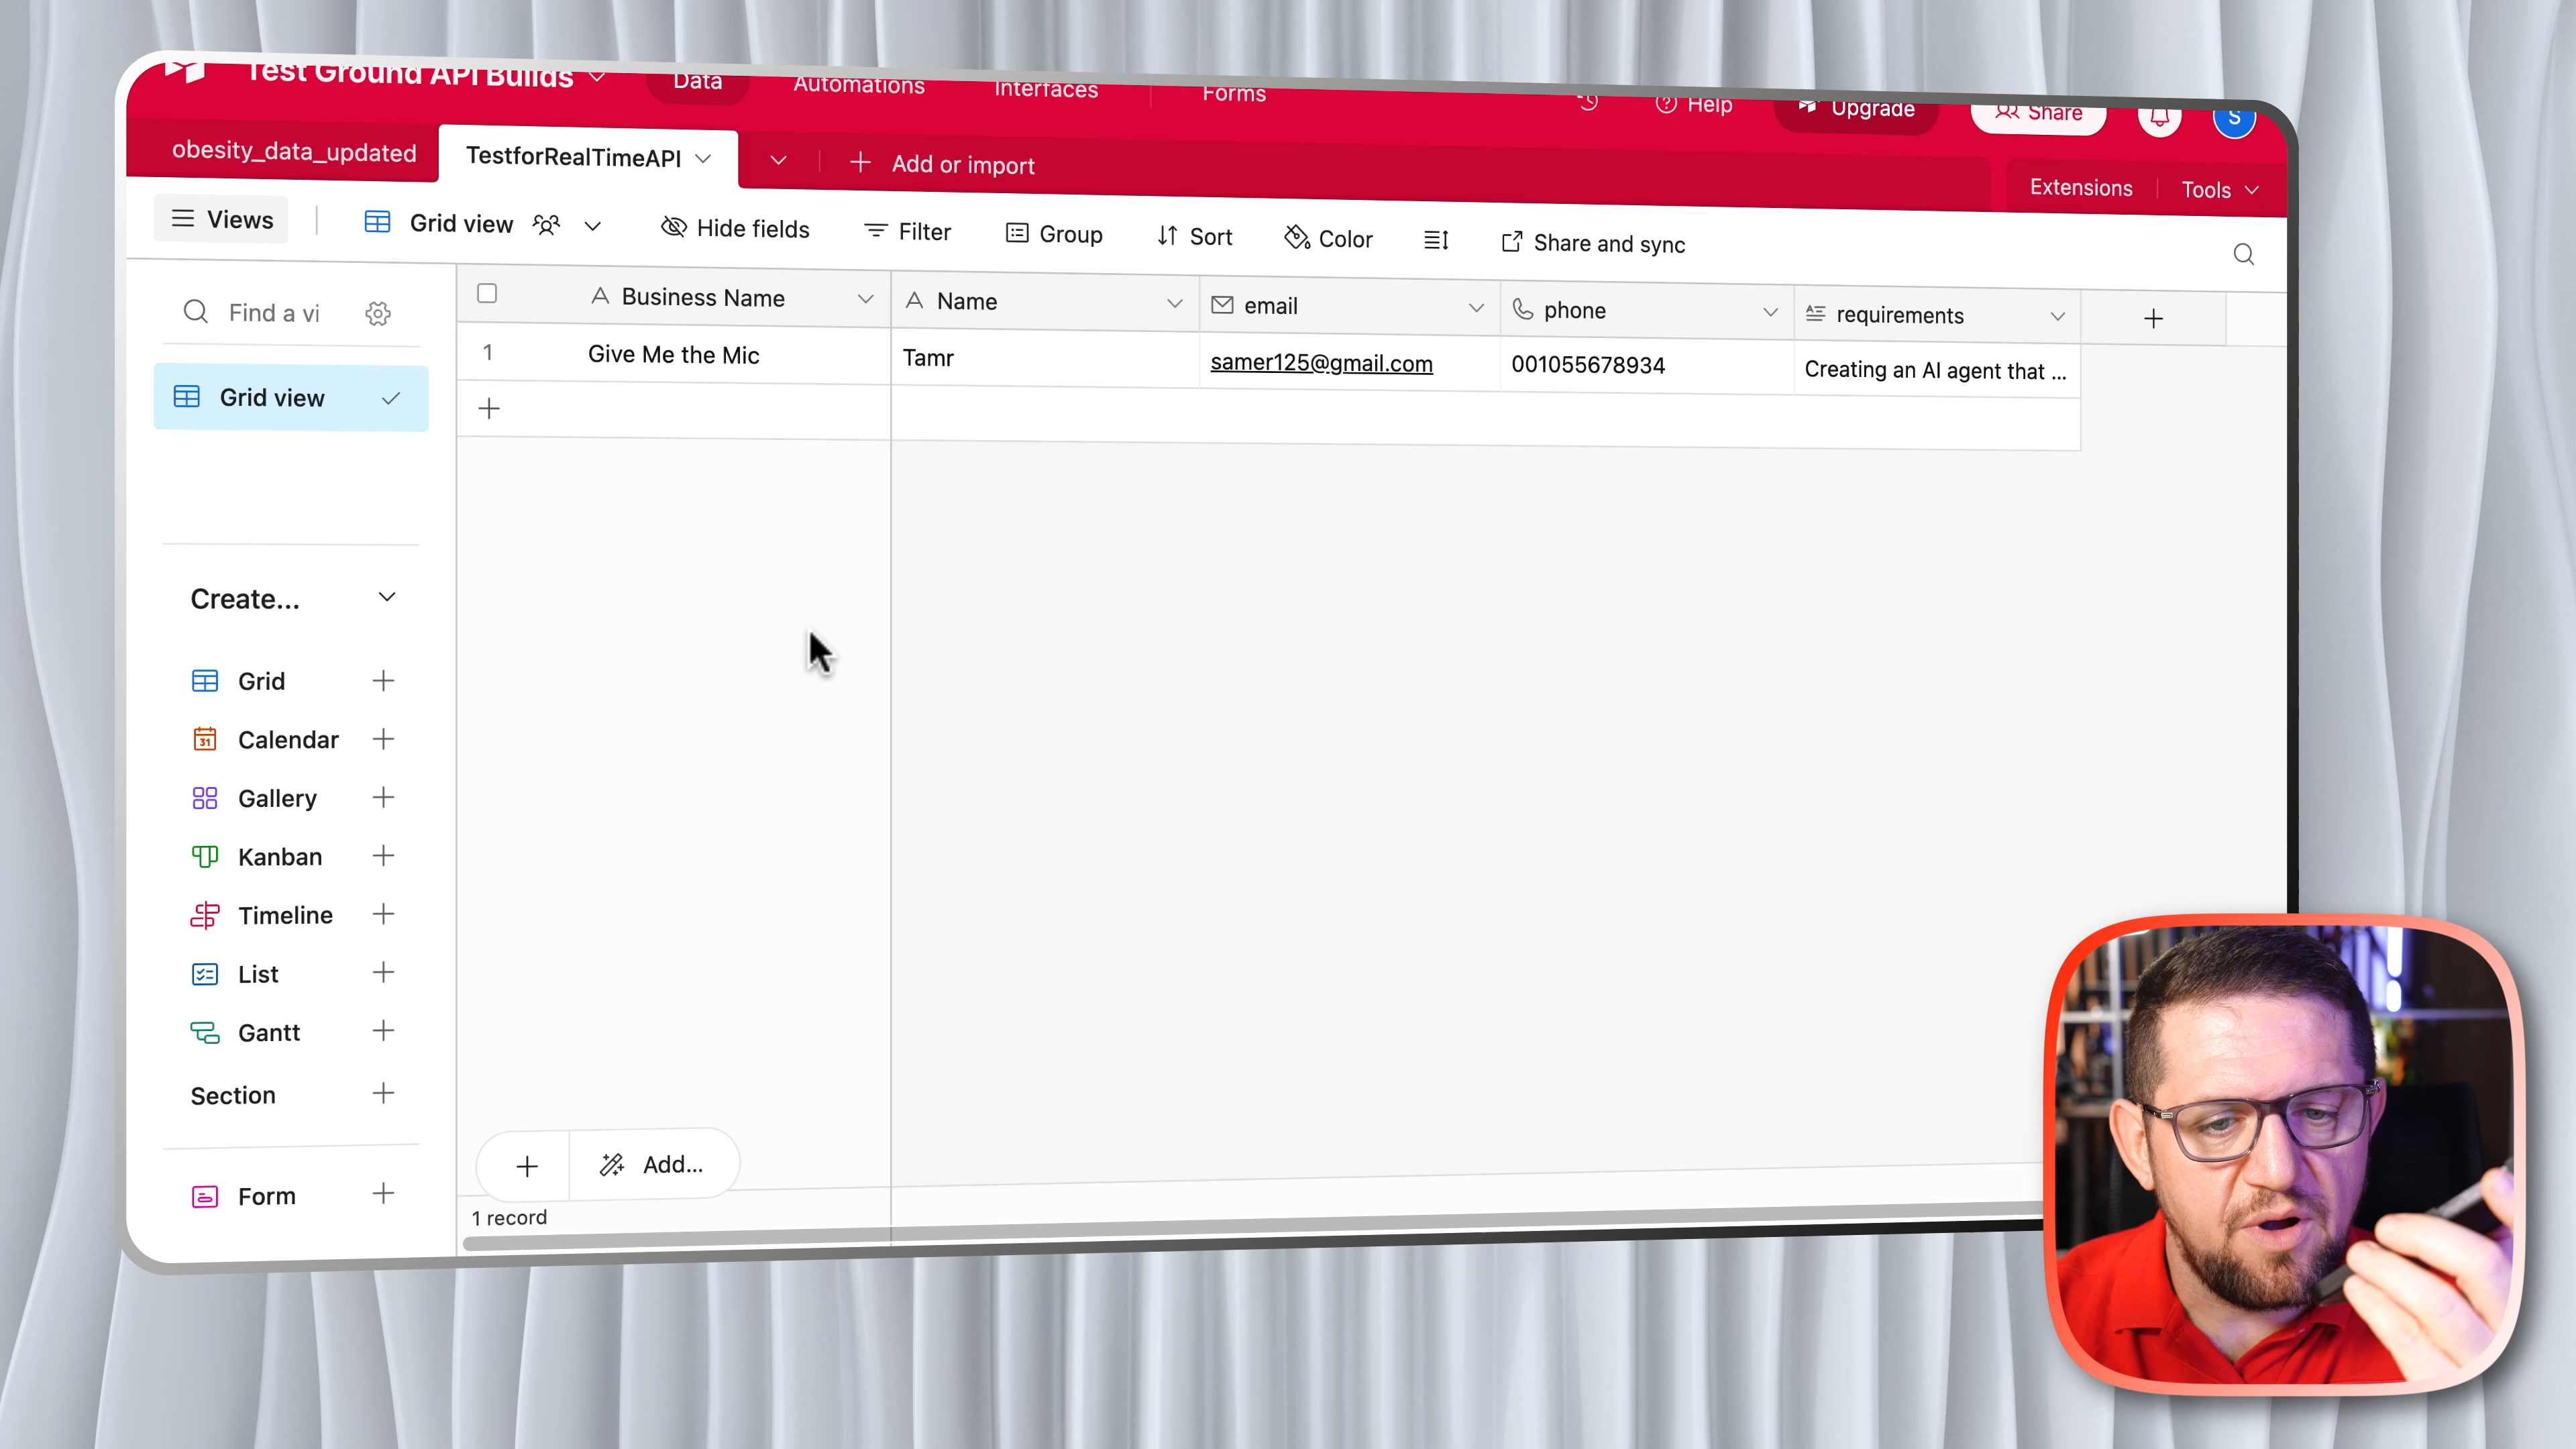 Test Ground API Builds
Data
Automations
Interfaces
Forms
Help
Upgrade
Share
S
obesity_data_updated
TestforRealTimeAPI
Add or import
Extensions
Tools
Views
Grid view
Hide fields
Filter
Group
Sort
Color
Share and sync
Find a vi
Business Name
Name
email
phone
requirements
1
Give Me the Mic
Tamr
samer125@gmail.com
001055678934
Creating an AI agent that ...
Grid view
Create...
Grid
31
Calendar
Gallery
Kanban
Timeline
List
Gantt
Section
Form
Add...
1 record